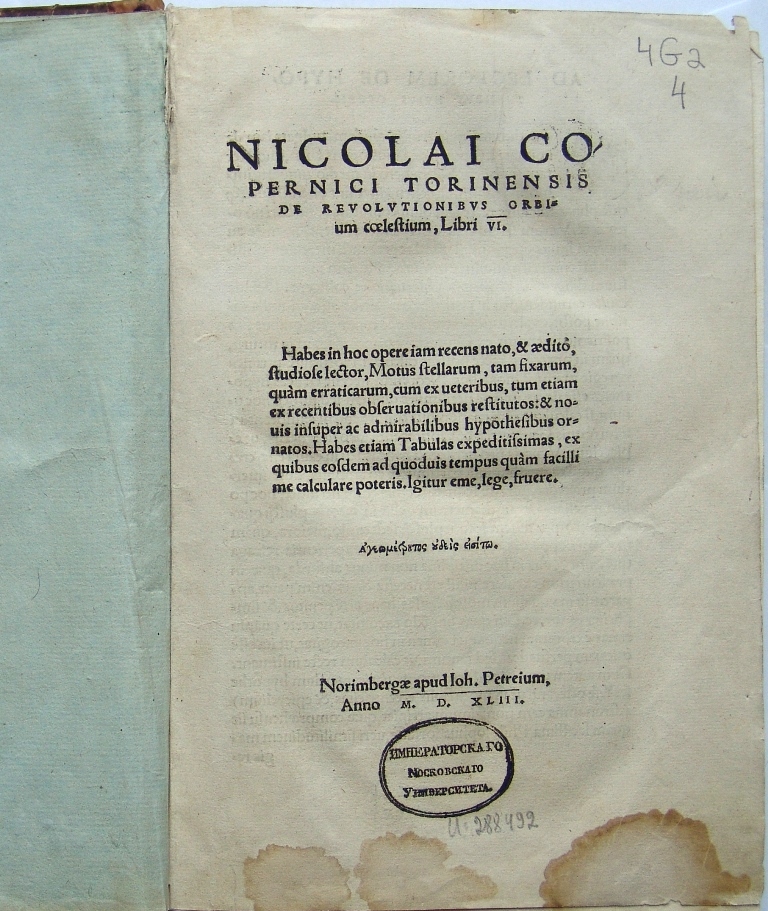 4G2
4
NICOLAI CO
PERNICI TORINENSIS
DE REVOLVTIONIBVS ORBI-
um cœleſtium, Libri VI.
Habes in hoc opere iam recens nato, & ædito,
ſtudioſe lector, Motus ſtellarum, tam fixarum,
quàm erraticarum, cum ex ueteribus, tum etiam
ex recentibus obſeruationibus reſtitutos: & no-
uis inſuper ac admirabilibus hypotheſibus or-
natos. Habes etiam Tabulas expeditiſsimas, ex
quibus eoſdem ad quoduis tempus quàm facilli
me calculare poteris. Igitur eme, lege, fruere.
Ἀγεωμέτρητος ὐδεὶς εἰσίτω.
Norimbergæ apud Ioh. Petreium,
Anno M. D. XLIII.
ИМПЕРАТОРСКАГО
МОСКОВСКАГО
УНИВЕРСИТЕТА.
288492